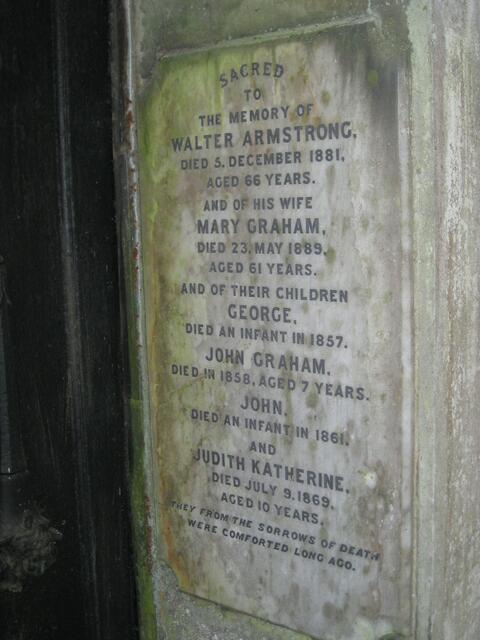 SACRED
TO
THE MEMORY OF
WALTER ARMSTRONG,
DIED 5, DECEMBER 1881,
AGED 66 YEARS.
AND OF HIS WIFE
MARY GRAHAM,
DIED 23, MAY 1889,
AGED 61 YEARS.
AND OF THEIR CHILDREN
GEORGE,
DIED AN INFANT IN 1857.
JOHN GRAHAM,
DIED IN 1858, AGED 7 YEARS.
JOHN,
DIED AN INFANT IN 1861.
AND
JUDITH KATHERINE,
DIED JULY 9, 1869,
AGED 10 YEARS.
THEY FROM THE SORROWS OF DEATH
WERE COMFORTED LONG AGO.